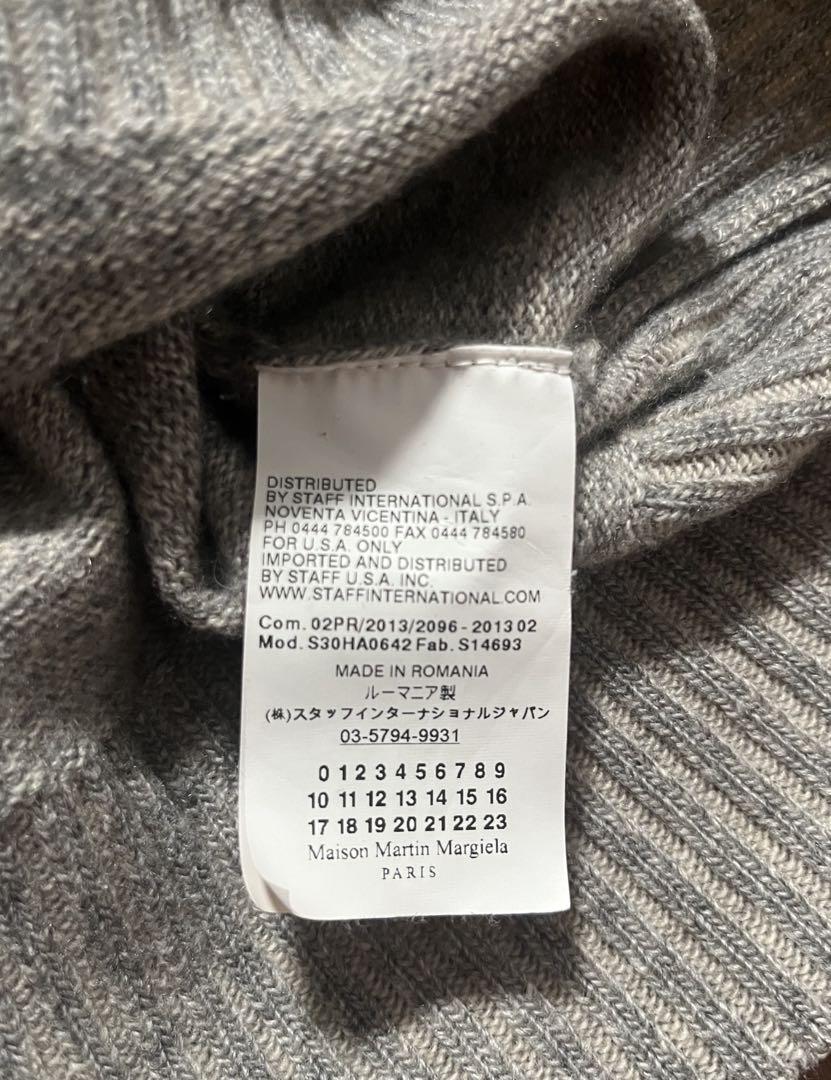 DISTRIBUTED
BY STAFF INTERNATIONAL S.P.A.
NOVENTA VICENTINA - ITALY
PH 0444 784500 FAX 0444 784580
FOR U.S.A. ONLY
IMPORTED AND DISTRIBUTED
BY STAFF U.S.A. INC.
WWW.STAFFINTERNATIONAL.COM
Com. 02PR/2013/2096 - 2013 02
Mod. S30HA0642 Fab. S14693
MADE IN ROMANIA
ルーマニア製
(株)スタッフインターナショナルジャパン
03-5794-9931
0 1 2 3 4 5 6 7 8 9
10 11 12 13 14 15 16
17 18 19 20 21 22 23
Maison Martin Margiela
PARIS